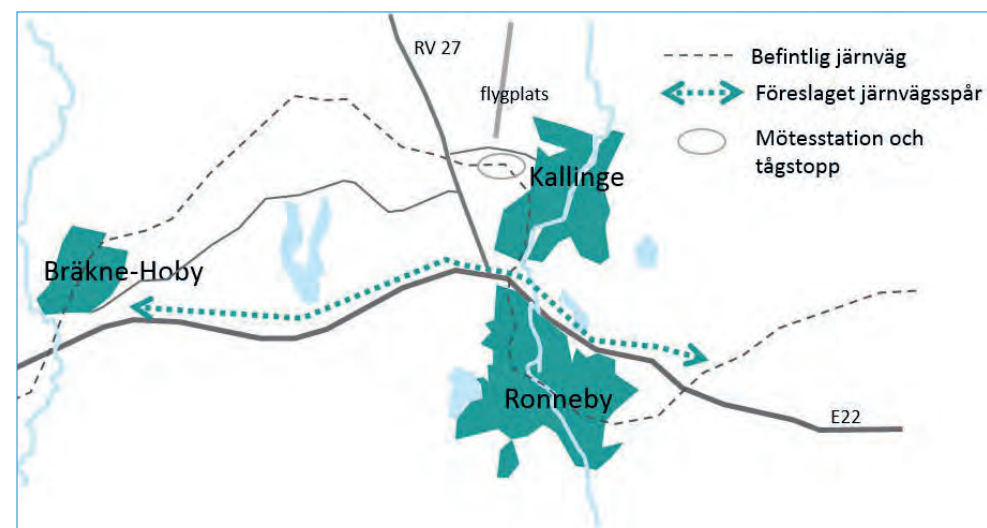 RV 27
flygplats
Befintlig järnväg
Föreslaget järnvägsspår
Mötesstation och
tågstopp
Kallinge
Bräkne-Hoby
Ronneby
E22